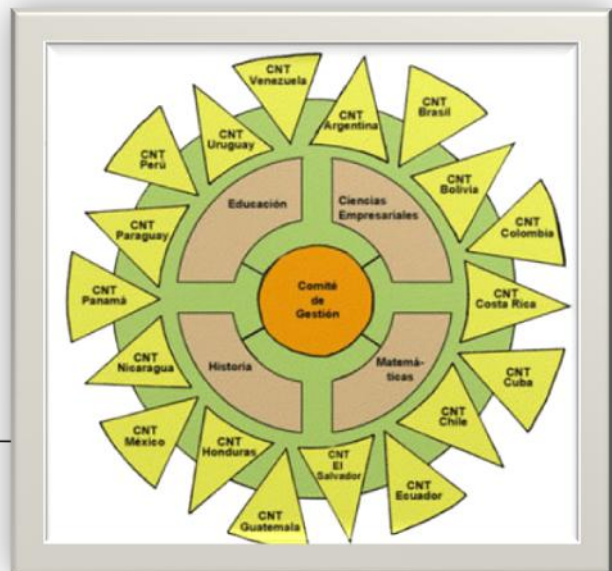 CNT
Venezuela
CNT
Argentina
CNT
Brasil
CNT
Bolivia
CNT
Colombia
CNT
Costa Rica
CNT
Cuba
CNT
Chile
CNT
Ecuador
CNT
El
Salvador
CNT
Guatemala
CNT
Honduras
CNT
México
CNT
Nicaragua
CNT
Panamá
CNT
Paraguay
CNT
Perú
CNT
Uruguay
Educación
Ciencias
Empresariales
Comité
de
Gestión
Historia
Matemá-
ticas